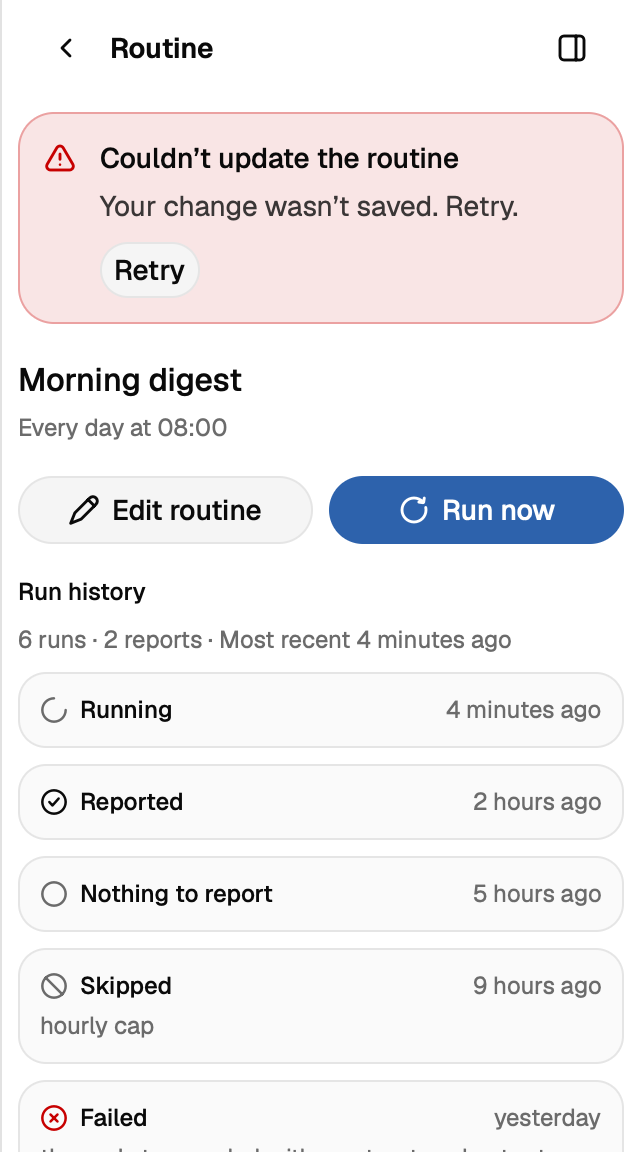 Routine
Couldn’t update the routine
Your change wasn’t saved. Retry.
Retry
Morning digest
Every day at 08:00
Edit routine
Run now
Run history
6 runs · 2 reports · Most recent 4 minutes ago
Running
4 minutes ago
Reported
2 hours ago
Nothing to report
5 hours ago
Skipped
9 hours ago
hourly cap
Failed
yesterday